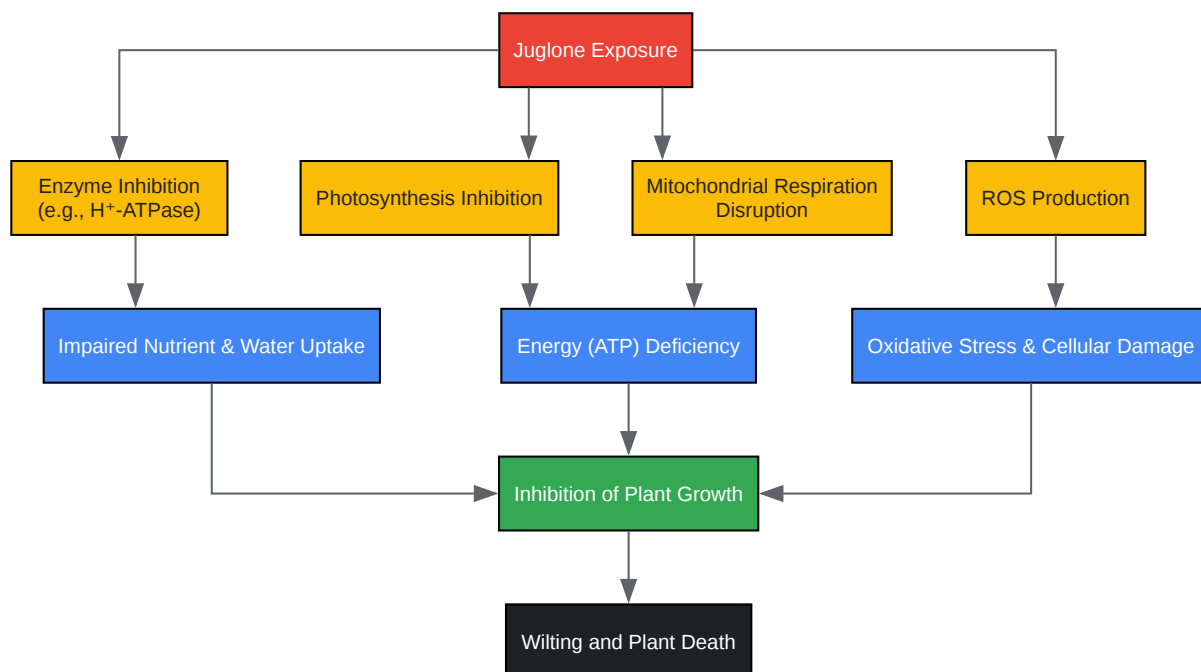 Juglone Exposure
Enzyme Inhibition
(e.g., H⁺-ATPase)
Photosynthesis Inhibition
Mitochondrial Respiration
Disruption
ROS Production
Impaired Nutrient & Water Uptake
Energy (ATP) Deficiency
Oxidative Stress & Cellular Damage
Inhibition of Plant Growth
Wilting and Plant Death